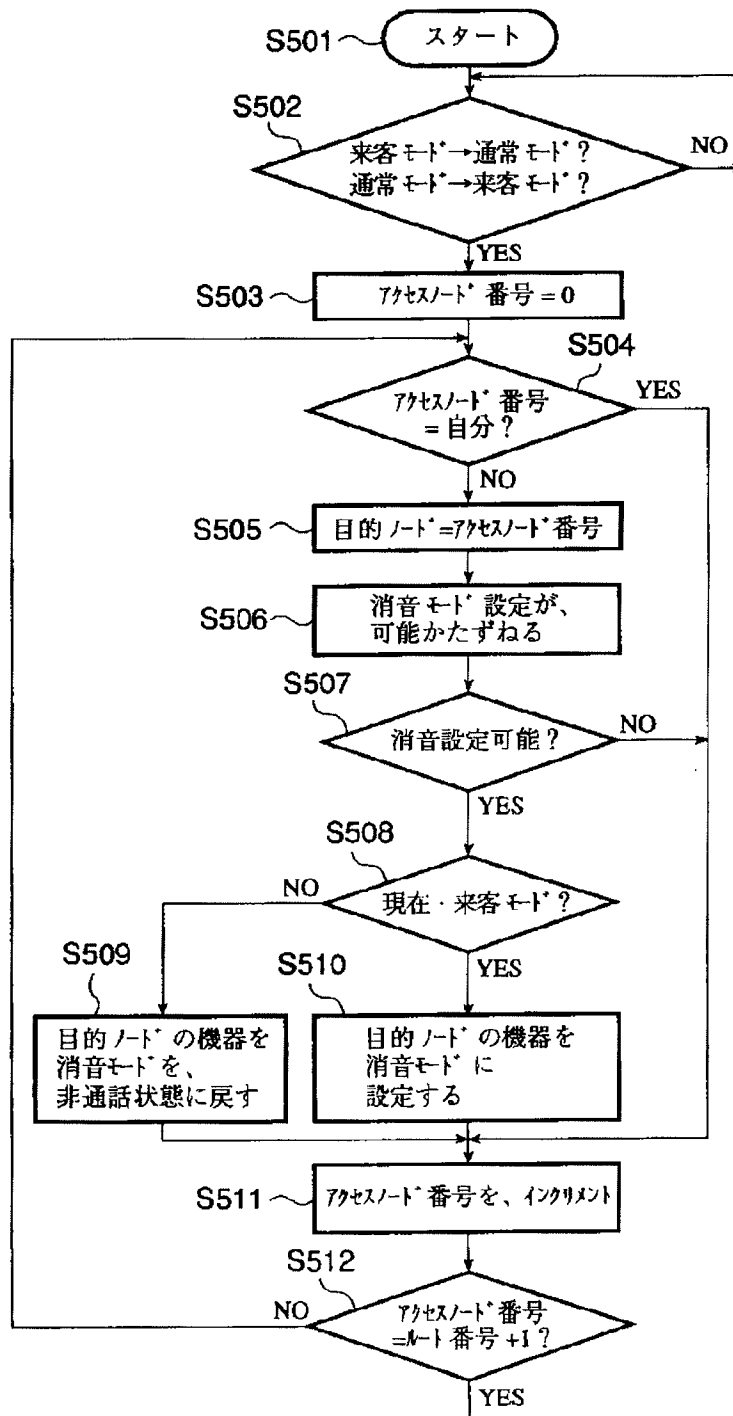 S501
スタート
S502
来客モード→通常モード?
通常モード→来客モード?
NO
YES
S503
アクセスノード番号=0
S504
アクセスノード番号
=自分?
YES
NO
S505
目的ノード=アクセスノード番号
S506
消音モード設定が、
可能かたずねる
S507
消音設定可能?
NO
YES
S508
現在・来客モード?
NO
YES
S509
目的ノードの機器を
消音モードを、
非通話状態に戻す
S510
目的ノードの機器を
消音モードに
設定する
S511
アクセスノード番号を、インクリメント
S512
アクセスノード番号
=ルート番号+1?
NO
YES